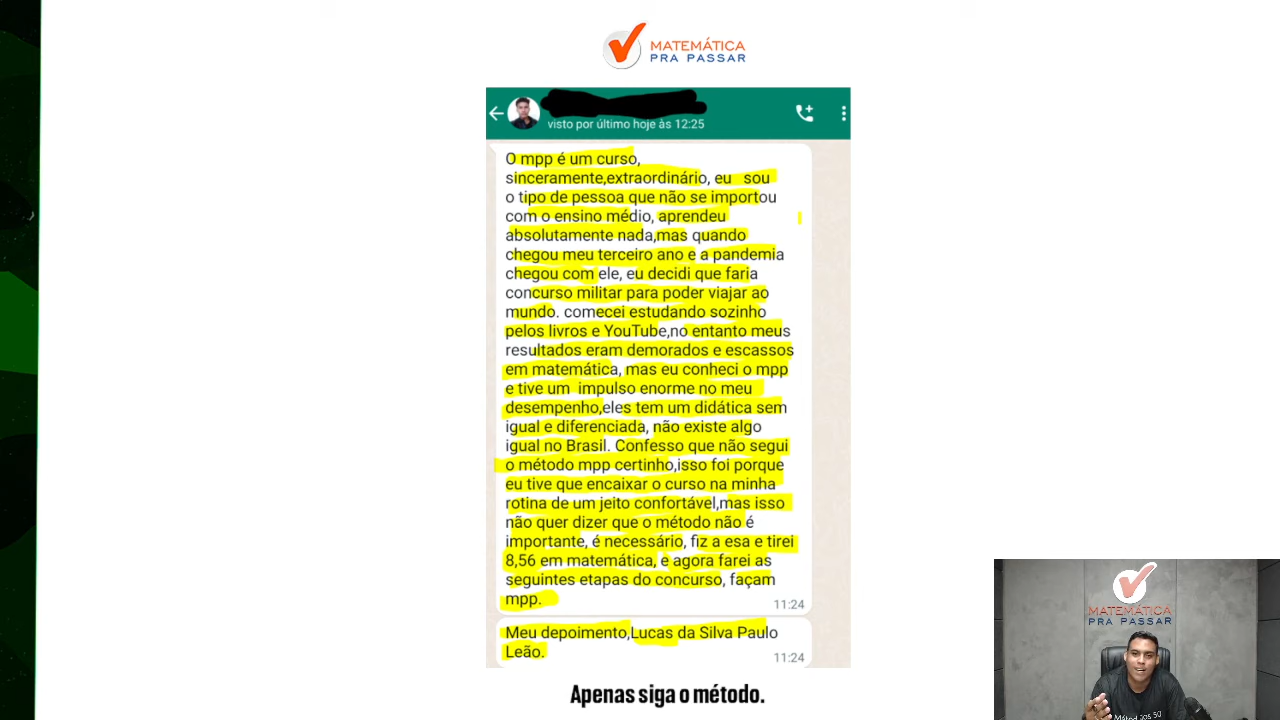 MATEMÁTICA
PRA PASSAR
visto por último hoje às 12:25
O mpp é um curso,
sinceramente,extraordinário, eu sou
o tipo de pessoa que não se importou
com o ensino médio, aprendeu
absolutamente nada,mas quando
chegou meu terceiro ano e a pandemia
chegou com ele, eu decidi que faria
concurso militar para poder viajar ao
mundo. comecei estudando sozinho
pelos livros e YouTube,no entanto meus
resultados eram demorados e escassos
em matemática, mas eu conheci o mpp
e tive um impulso enorme no meu
desempenho,eles tem um didática sem
igual e diferenciada, não existe algo
igual no Brasil. Confesso que não segui
o método mpp certinho,isso foi porque
eu tive que encaixar o curso na minha
rotina de um jeito confortável,mas isso
não quer dizer que o método não é
importante, é necessário, fiz a esa e tirei
8,56 em matemática, e agora farei as
seguintes etapas do concurso, façam
mpp.
11:24
Meu depoimento,Lucas da Silva Paulo
Leão.
11:24
Apenas siga o método.
MATEMÁTICA
PRA PASSAR